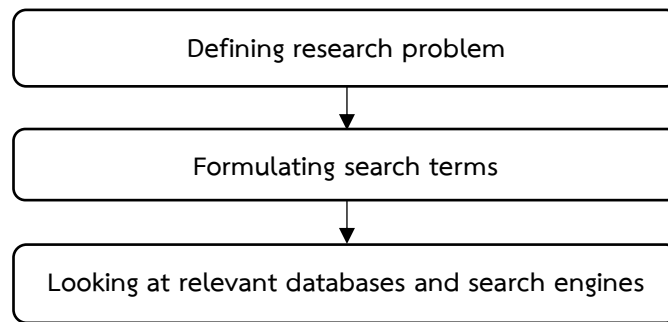 Defining research problem
Formulating search terms
Looking at relevant databases and search engines